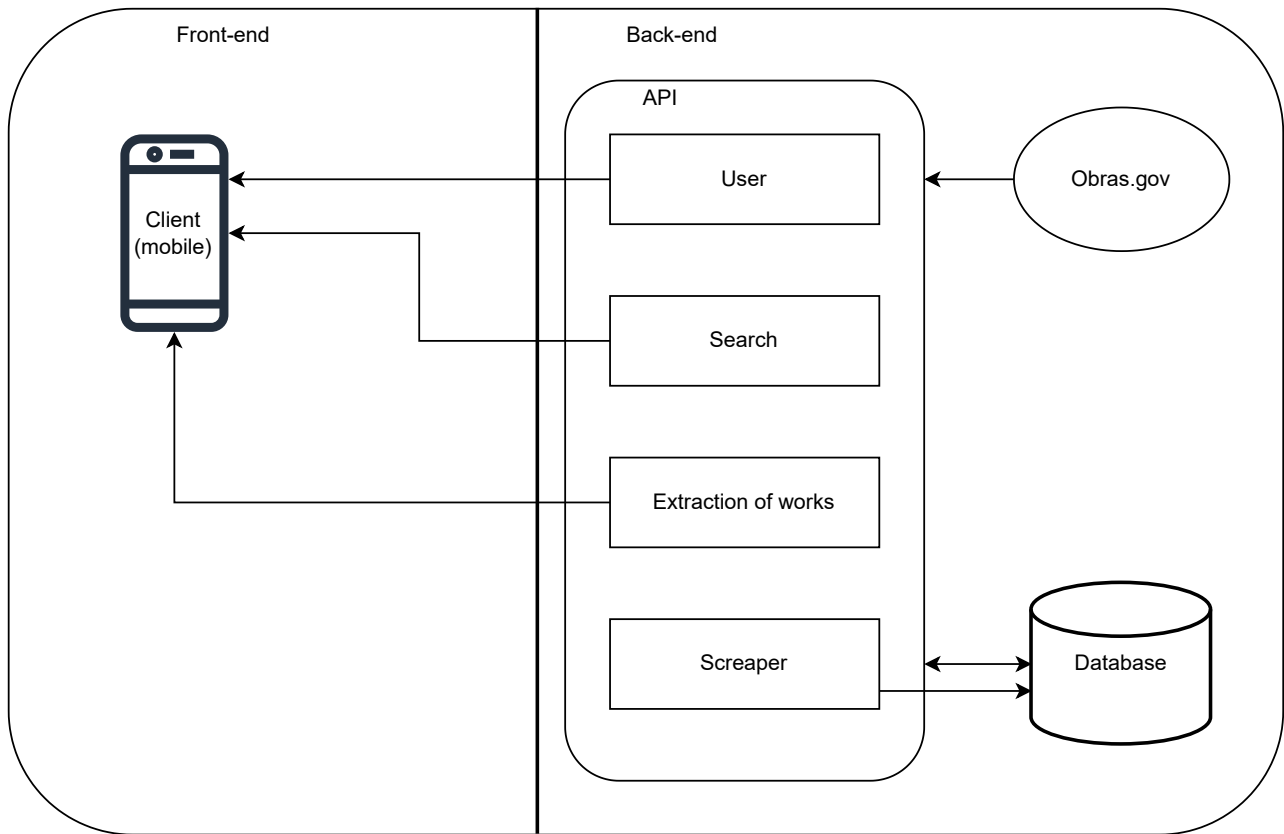 Front-end
Back-end
API
User
Obras.gov
Client
(mobile)
Search
Extraction of works
Screaper
Database